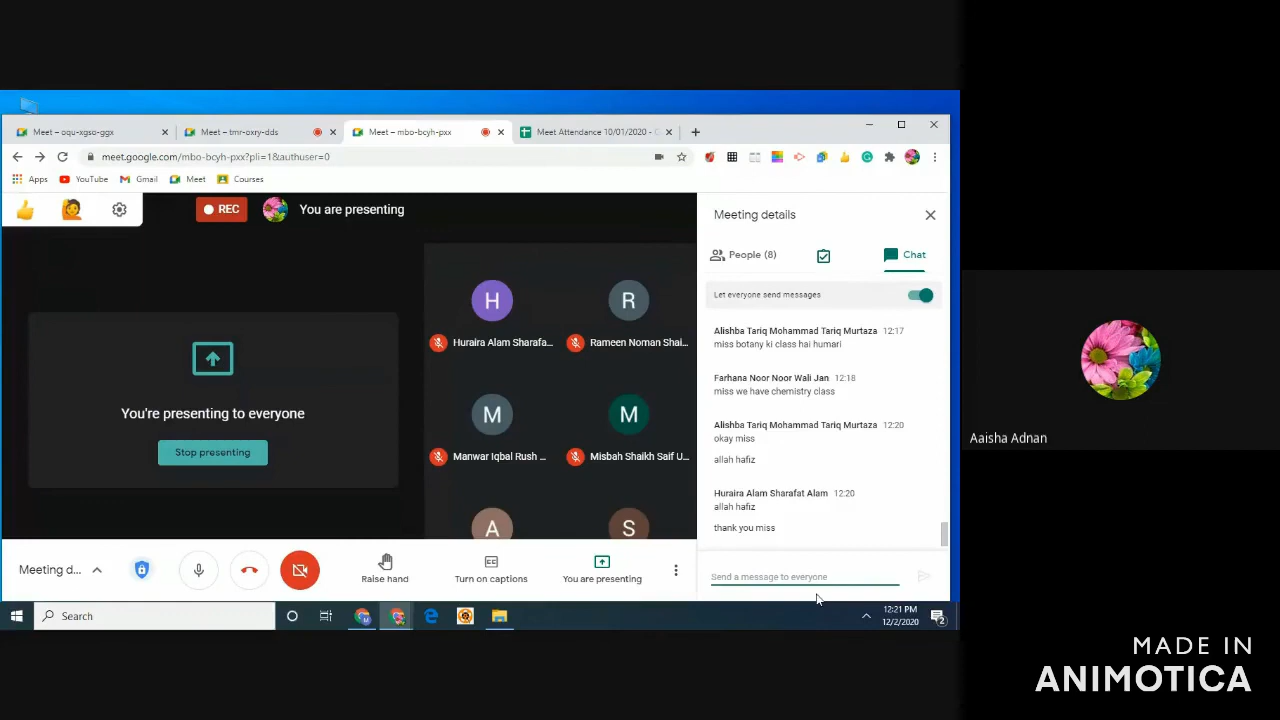 Meet – oqu-xgso-ggx
Meet – tmr-oxry-dds
Meet – mbo-bcyh-pxx
Meet Attendance 10/01/2020 - G
meet.google.com/mbo-bcyh-pxx?pli=1&authuser=0
Apps
YouTube
Gmail
Meet
Courses
REC
You are presenting
You're presenting to everyone
Stop presenting
H
Huraira Alam Sharafa...
R
Rameen Noman Shai...
M
Manwar Iqbal Rush ...
M
Misbah Shaikh Saif U...
A
S
Meeting details
People (8)
Chat
Let everyone send messages
Alishba Tariq Mohammad Tariq Murtaza 12:17
miss botany ki class hai humari
Farhana Noor Noor Wali Jan 12:18
miss we have chemistry class
Alishba Tariq Mohammad Tariq Murtaza 12:20
okay miss
allah hafiz
Huraira Alam Sharafat Alam 12:20
allah hafiz
thank you miss
Send a message to everyone
Meeting d...
Raise hand
Turn on captions
You are presenting
Search
12:21 PM
12/2/2020
2
Aaisha Adnan
MADE IN
ANIMOTICA